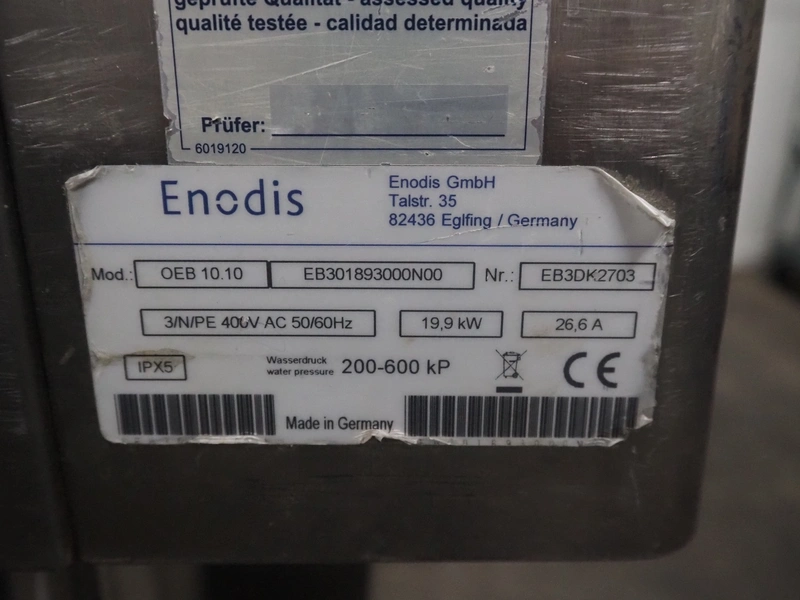 geprüfte Qualität - assessed quality
qualité testée - calidad determinada
Prüfer:
6019120
Enodis
Enodis GmbH
Talstr. 35
82436 Eglfing / Germany
Mod.: OEB 10.10 EB301893000N00 Nr.: EB3DK2703
3/N/PE 400V AC 50/60Hz 19,9 kW 26,6 A
IPX5 Wasserdruck
water pressure 200-600 kP
CE
Made in Germany